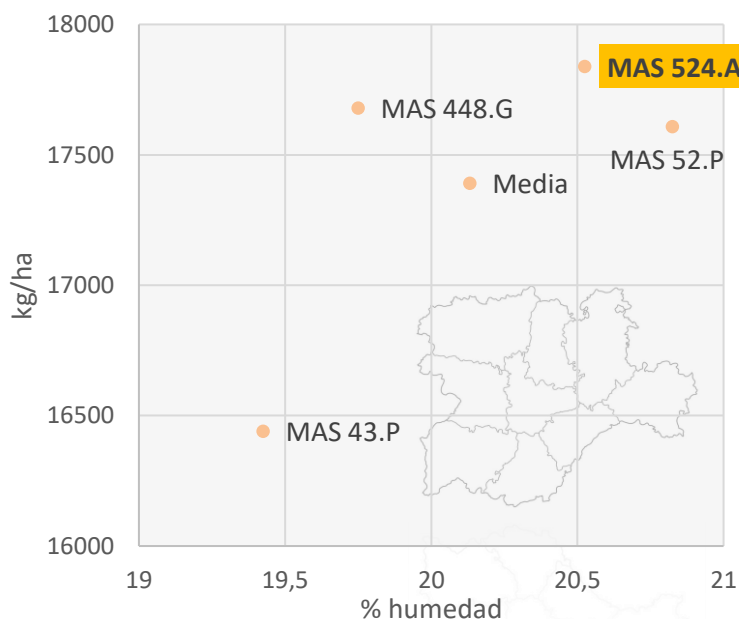 18000
MAS 524.A
MAS 448.G
17500
MAS 52.P
Media
17000
kg/ha
16500
MAS 43.P
16000
19
19,5
20
20,5
21
% humedad